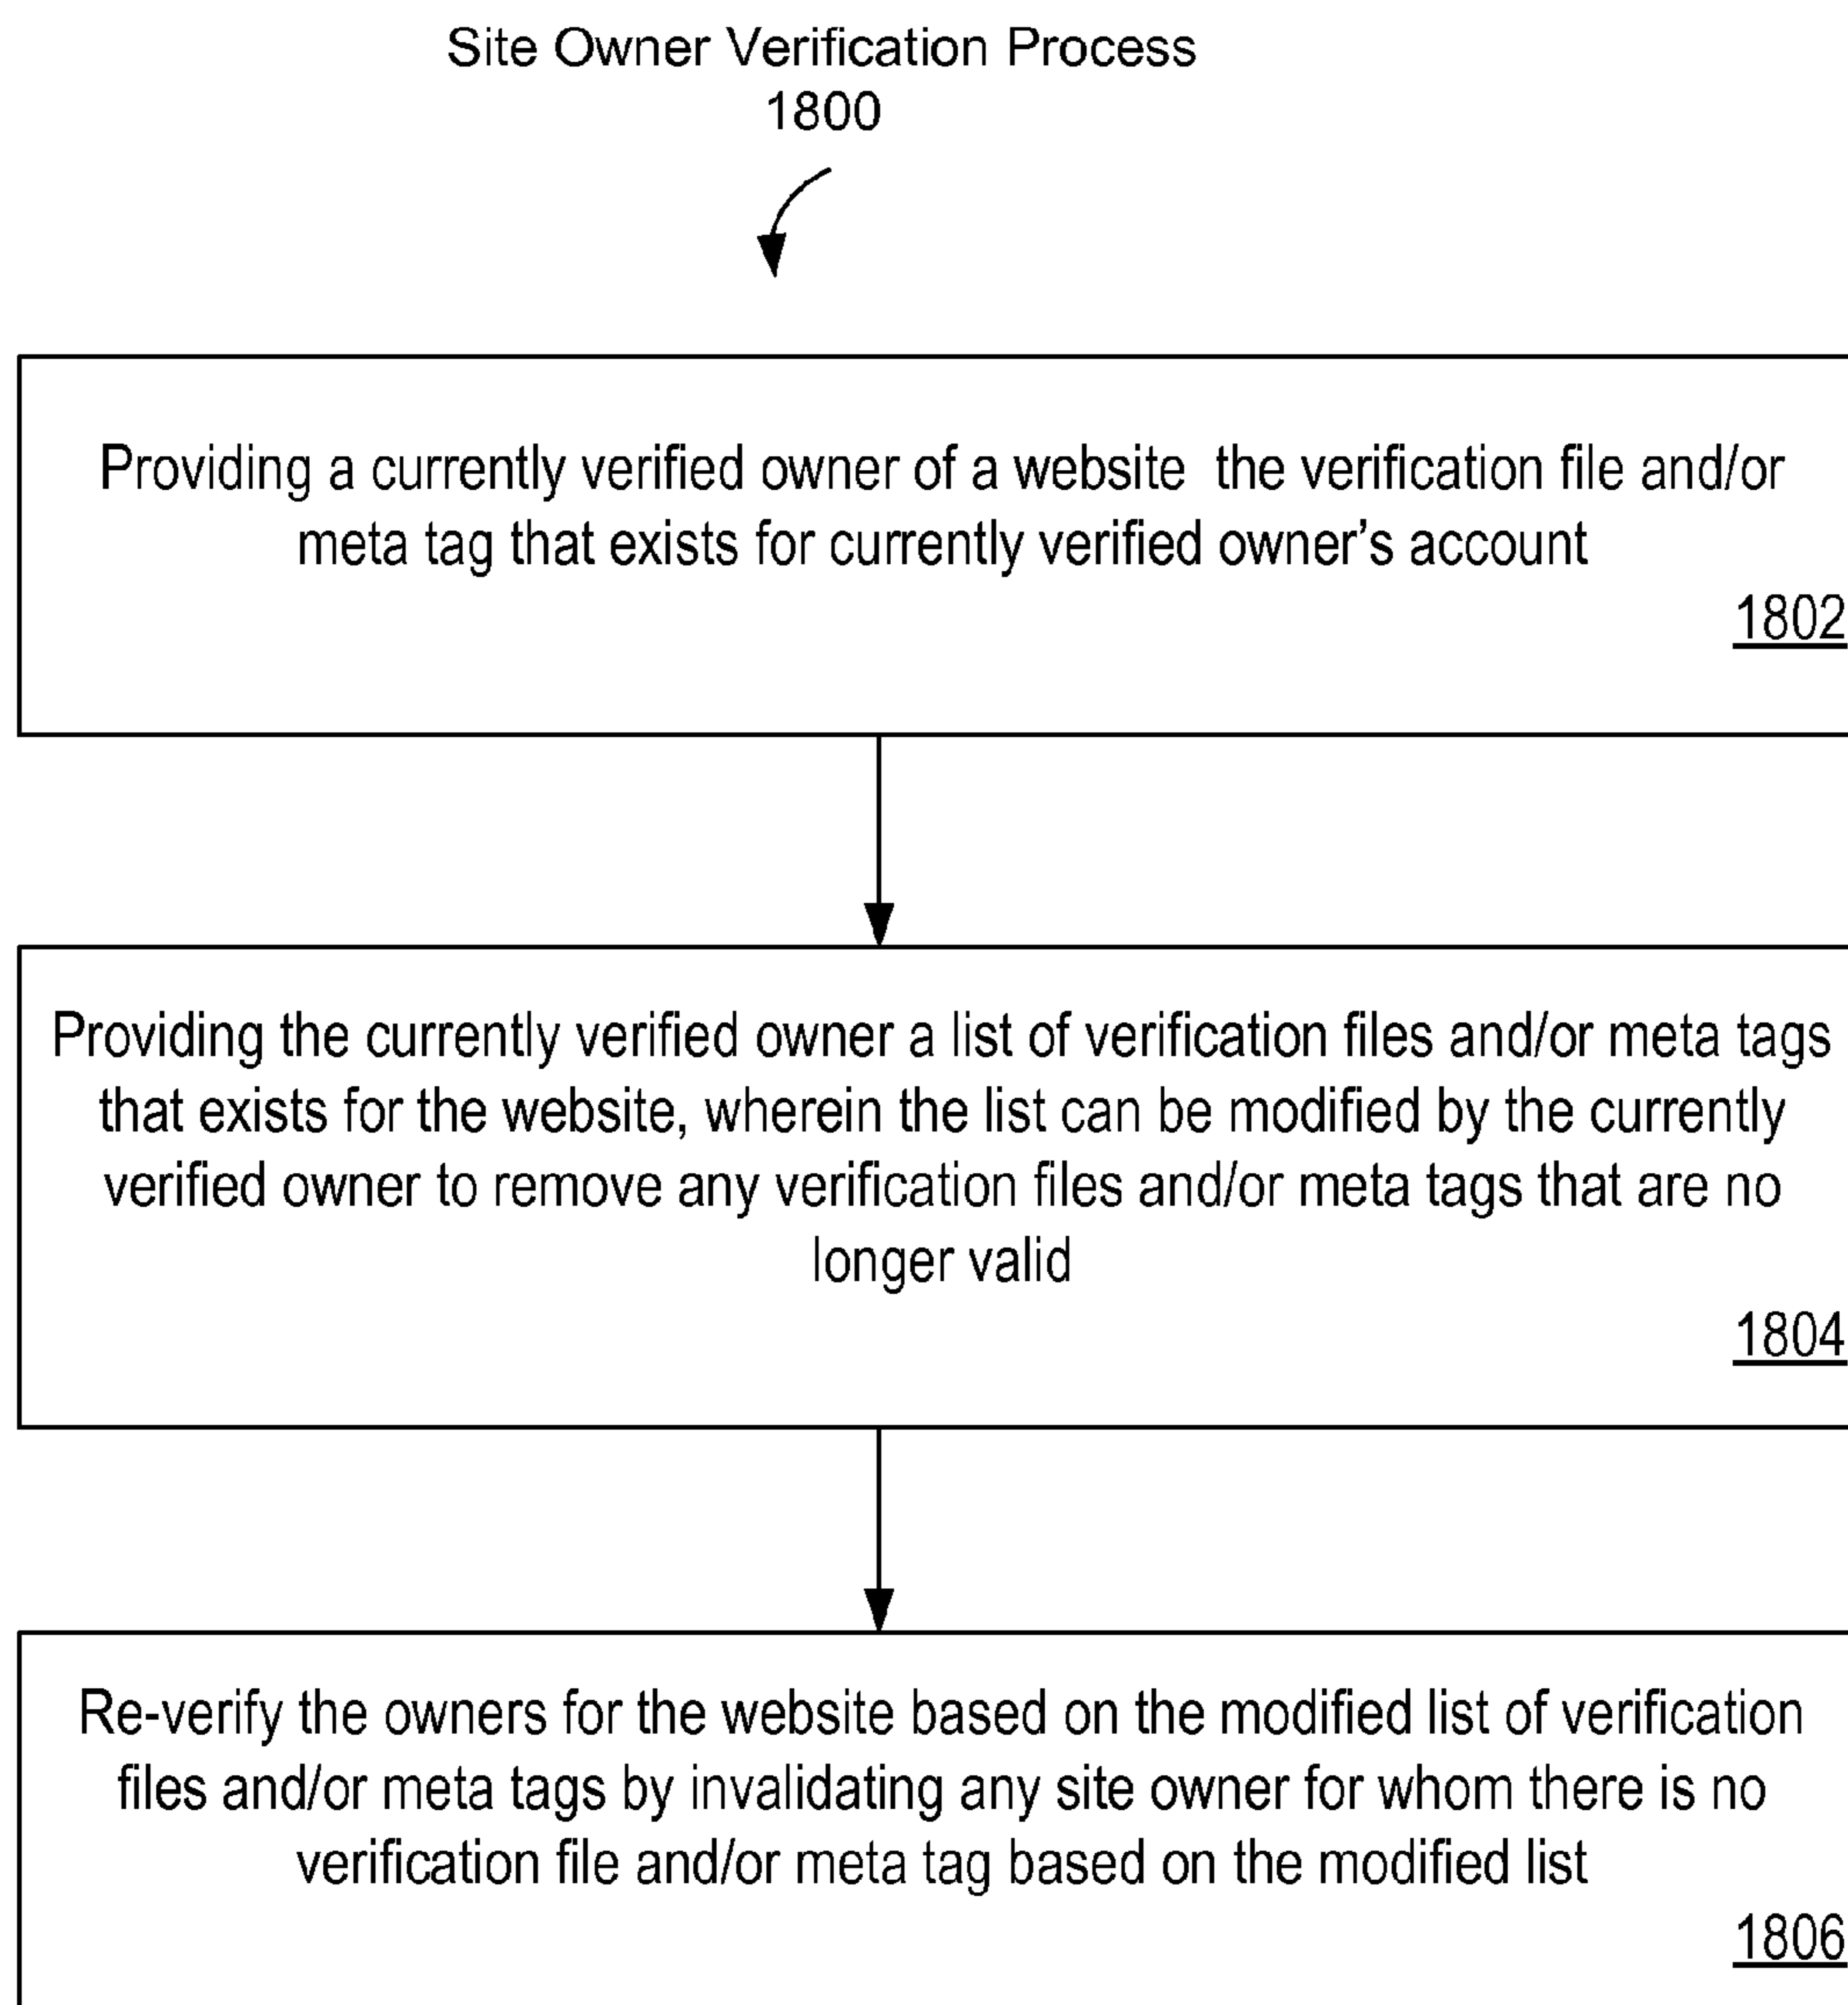 Site Owner Verification Process
1800
Providing a currently verified owner of a website the verification file and/or
meta tag that exists for currently verified owner’s account
1802
Providing the currently verified owner a list of verification files and/or meta tags
that exists for the website, wherein the list can be modified by the currently
verified owner to remove any verification files and/or meta tags that are no
longer valid
1804
Re-verify the owners for the website based on the modified list of verification
files and/or meta tags by invalidating any site owner for whom there is no
verification file and/or meta tag based on the modified list
1806